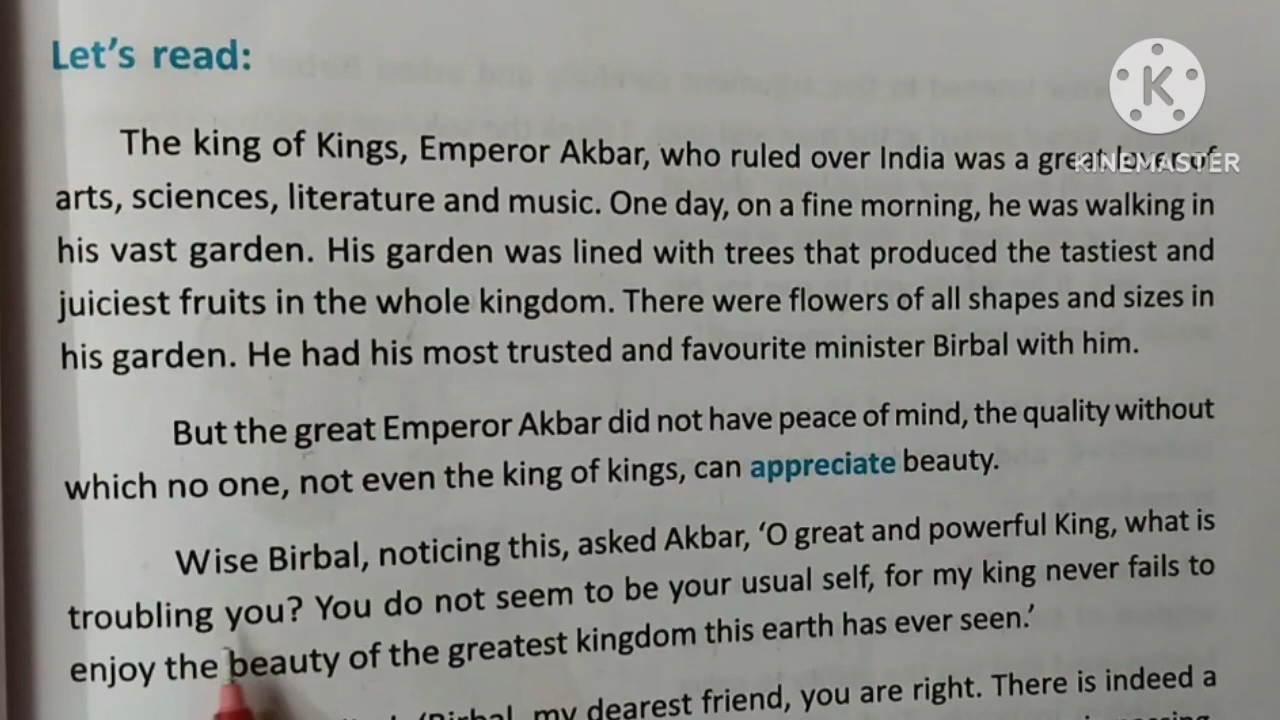 Let's read:
K
KINEMASTER
The king of Kings, Emperor Akbar, who ruled over India was a great lover of
arts, sciences, literature and music. One day, on a fine morning, he was walking in
his vast garden. His garden was lined with trees that produced the tastiest and
juiciest fruits in the whole kingdom. There were flowers of all shapes and sizes in
his garden. He had his most trusted and favourite minister Birbal with him.
But the great Emperor Akbar did not have peace of mind, the quality without
which no one, not even the king of kings, can appreciate beauty.
Wise Birbal, noticing this, asked Akbar, ‘O great and powerful King, what is
troubling you? You do not seem to be your usual self, for my king never fails to
enjoy the beauty of the greatest kingdom this earth has ever seen.’
‘Birbal, my dearest friend, you are right. There is indeed a